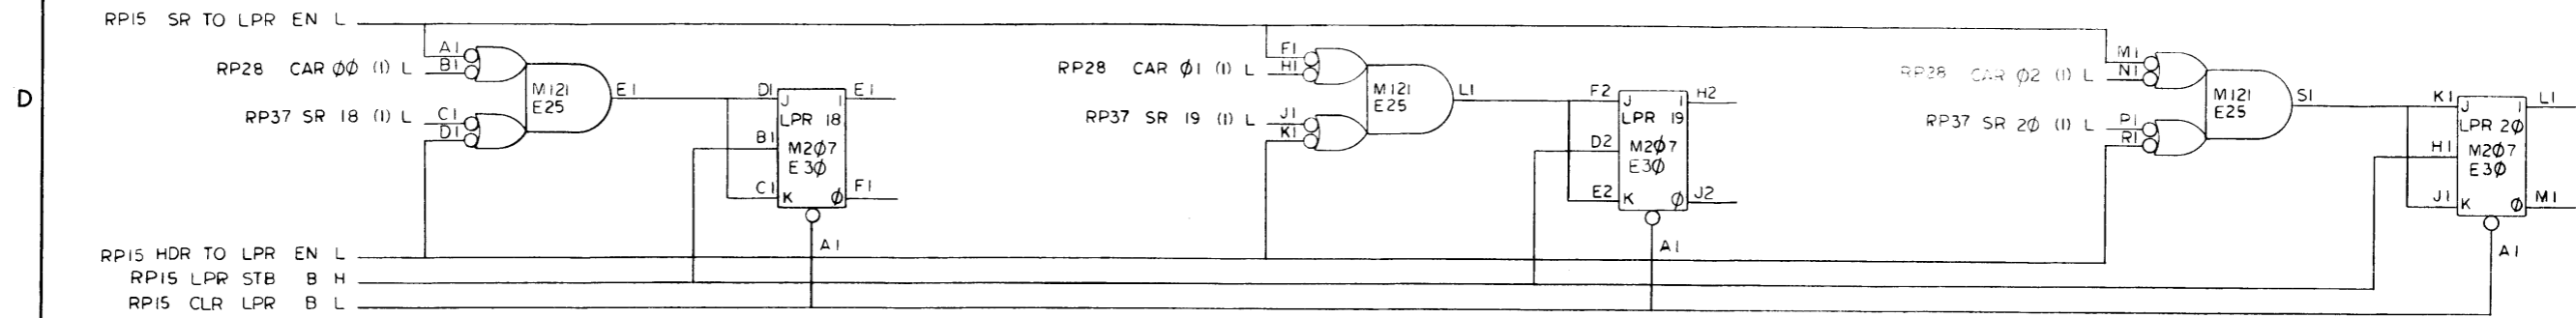 RP15 SR TO LPR EN L
A1
RP28 CAR ØØ (1) L B1
M121
E25
E1
RP37 SR 18 (1) L C1
D1
D1 J 1 E1
LPR 18
B1
M2Ø7
E3Ø
C1 K Ø F1
A1
F1
RP28 CAR Ø1 (1) L H1
M121
E25
L1
RP37 SR 19 (1) L J1
K1
F2 J 1 H2
LPR 19
D2
M2Ø7
E3Ø
E2 K Ø J2
A1
M1
RP28 CAR Ø2 (1) L N1
M121
E25
S1
RP37 SR 2Ø (1) L P1
R1
K1 J 1 L1
LPR 2Ø
H1
M2Ø7
E3Ø
J1 K Ø M1
A1
D
RP15 HDR TO LPR EN L
RP15 LPR STB B H
RP15 CLR LPR B L